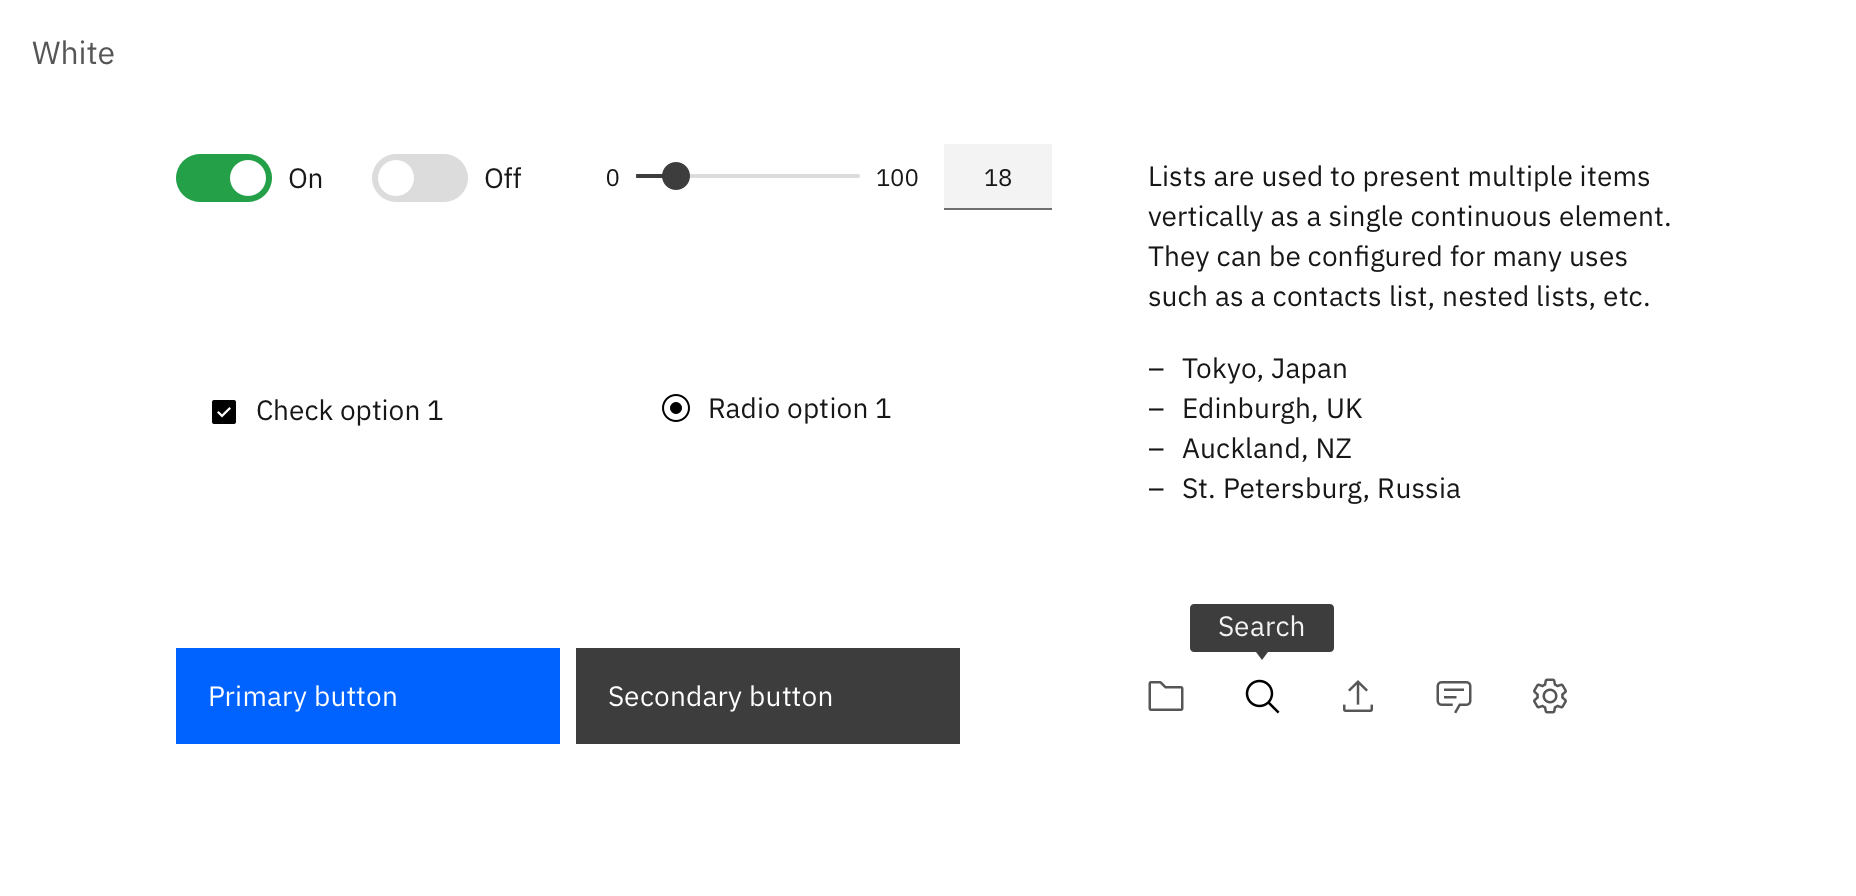 White
On
Off
0
100
18
Lists are used to present multiple items
vertically as a single continuous element.
They can be configured for many uses
such as a contacts list, nested lists, etc.
– Tokyo, Japan
– Edinburgh, UK
– Auckland, NZ
– St. Petersburg, Russia
Check option 1
Radio option 1
Primary button
Secondary button
Search